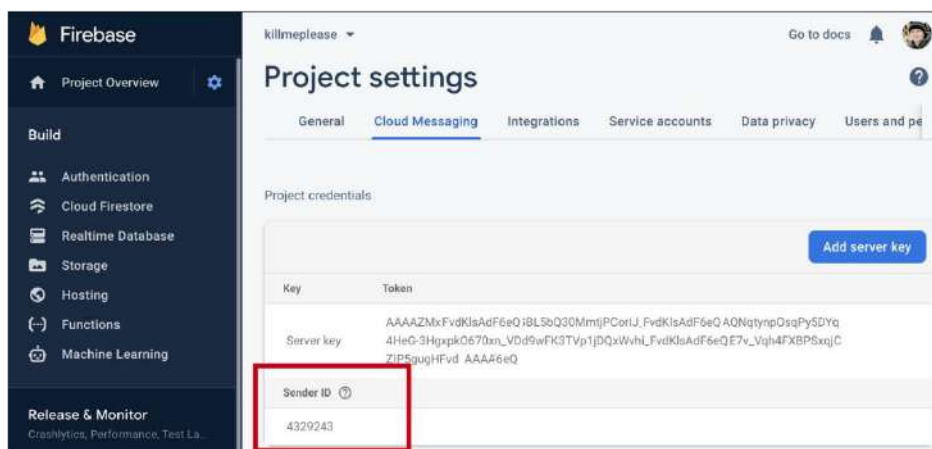 Firebase
Project Overview
Build
Authentication
Cloud Firestore
Realtime Database
Storage
Hosting
Functions
Machine Learning
Release & Monitor
Crashlytics, Performance, Test La...
killmeplease
Go to docs
Project settings
General Cloud Messaging Integrations Service accounts Data privacy Users and pe
Project credentials
Add server key
Key Token
Server key
Sender ID
4329243